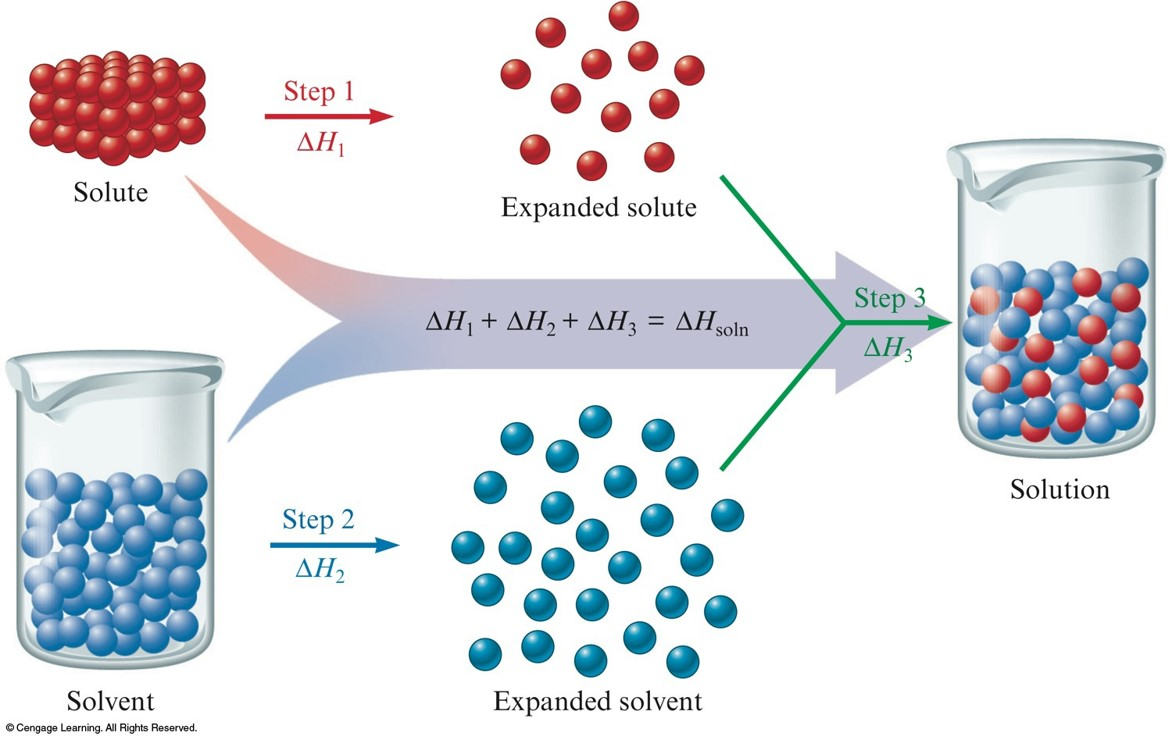 Step 1
ΔH₁
Solute
Expanded solute
ΔH₁ + ΔH₂ + ΔH₃ = ΔHsoln
Step 3
ΔH₃
Solution
Step 2
ΔH₂
Solvent
Expanded solvent
© Cengage Learning. All Rights Reserved.